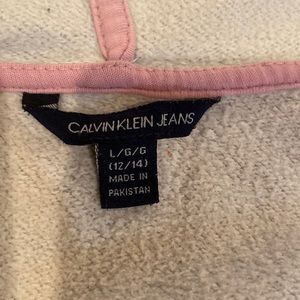 CALVIN KLEIN JEANS
L/G/G
(12/14)
MADE IN
PAKISTAN